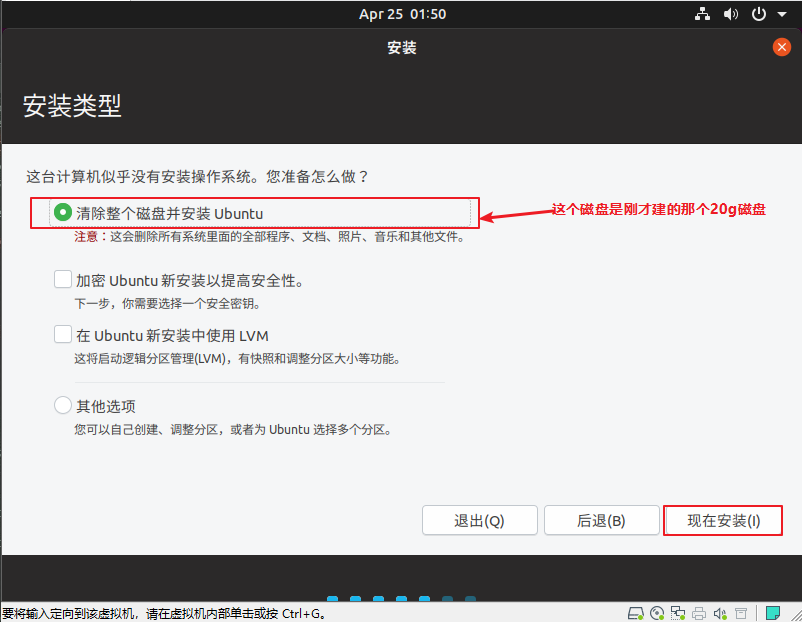 Apr 25 01:50
安装
安装类型
这台计算机似乎没有安装操作系统。您准备怎么做？
清除整个磁盘并安装 Ubuntu
这个磁盘是刚才建的那个20g磁盘
注意：这会删除所有系统里面的全部程序、文档、照片、音乐和其他文件。
加密 Ubuntu 新安装以提高安全性。
下一步，你需要选择一个安全密钥。
在 Ubuntu 新安装中使用 LVM
这将启动逻辑分区管理(LVM)，有快照和调整分区大小等功能。
其他选项
您可以自己创建、调整分区，或者为 Ubuntu 选择多个分区。
退出(Q)
后退(B)
现在安装(I)
要将输入定向到该虚拟机，请在虚拟机内部单击或按 Ctrl+G。